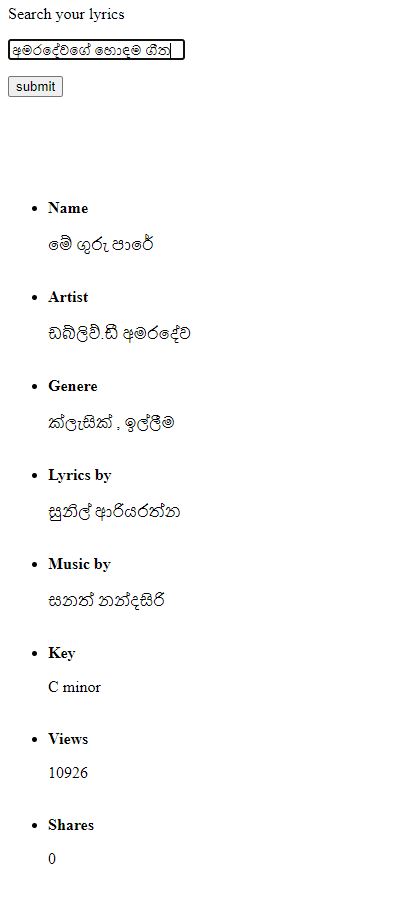 Search your lyrics
අමරදේවගේ හොඳම ගීත
submit
Name
මේ ගුරු පාරේ
Artist
ඩබ්ලිව්.ඩී අමරදේව
Genere
ක්ලැසික් , ඉල්ලීම
Lyrics by
සුනිල් ආරියරත්න
Music by
සනත් නන්දසිරි
Key
C minor
Views
10926
Shares
0